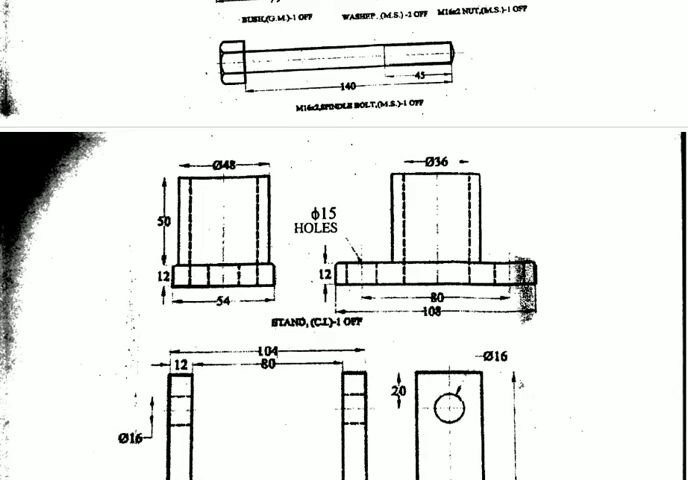 BUSH,(G.M.)-1 OFF WASHER,(M.S.)-2 OFF M16x2 NUT,(M.S.)-1 OFF
45
140
M16x2,SPINDLE BOLT,(M.S.)-1 OFF
Ø48 Ø36
50 ϕ15
HOLES
12 12
54 80
108
STAND, (C.I.)-1 OFF
104
12 80 Ø16
20
Ø16